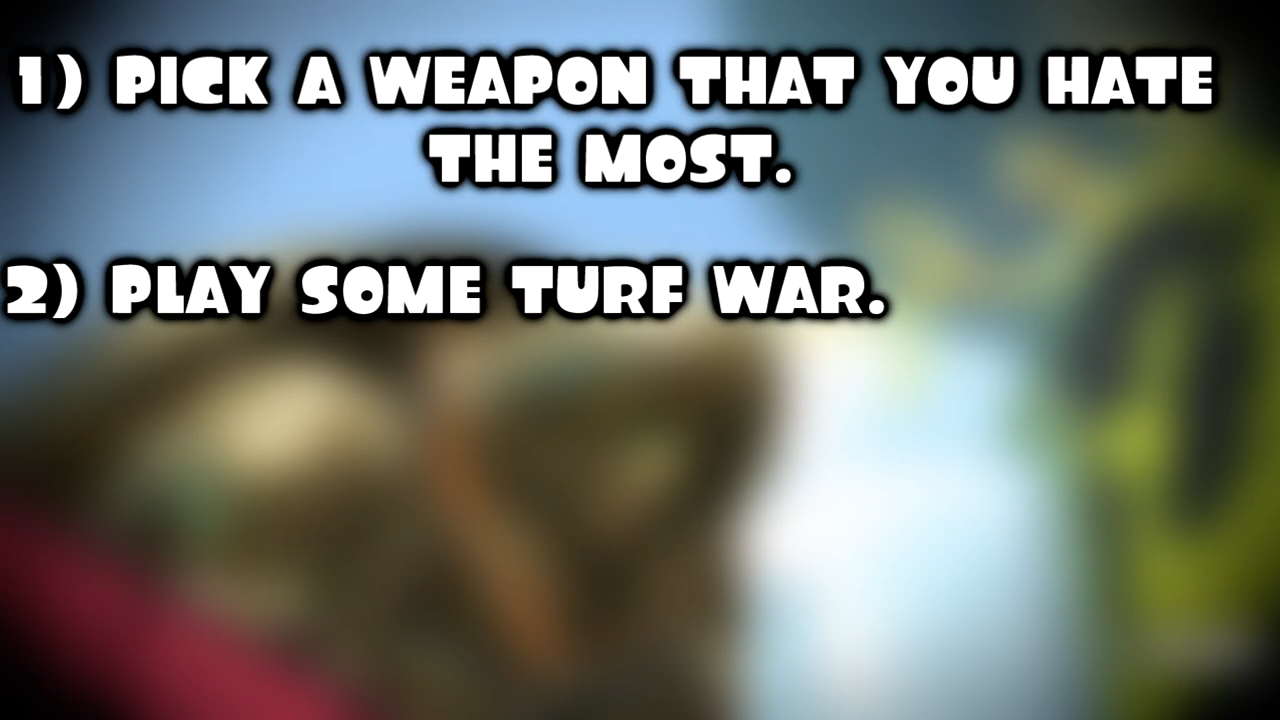 1) PICK A WEAPON THAT YOU HATE
THE MOST.
2) PLAY SOME TURF WAR.